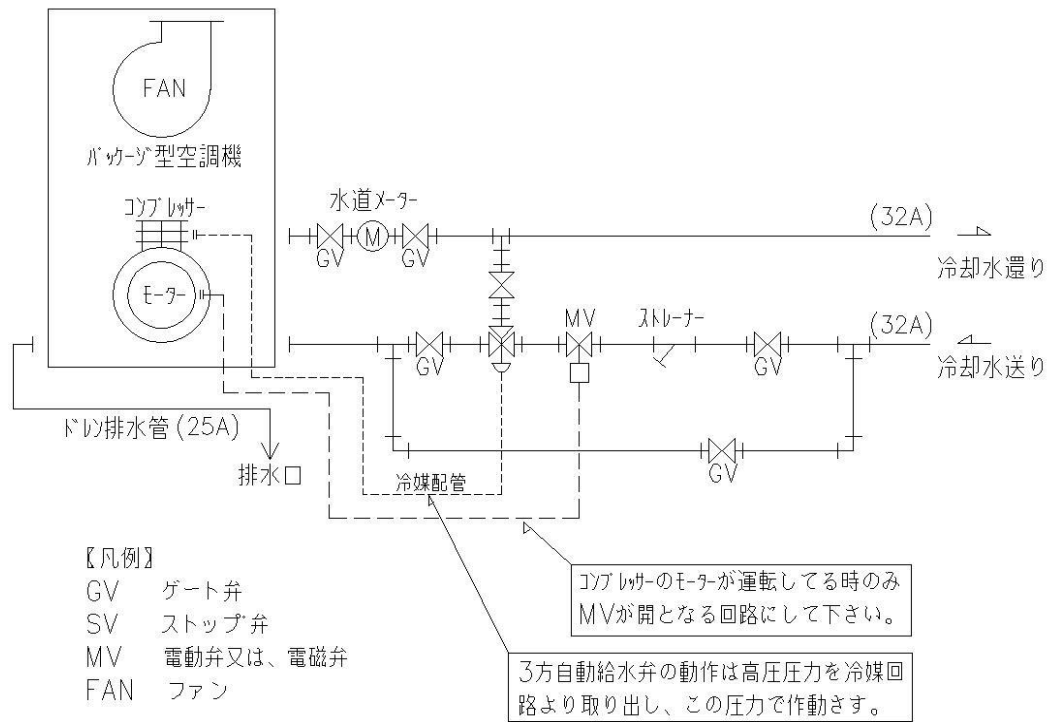 FAN
パッケージ型空調機
コンプレッサー
モーター
水道メーター
M
GV
GV
(32A)
冷却水還り
MV
ストレーナー
(32A)
GV
GV
冷却水送り
ドレン排水管(25A)
排水口
GV
冷媒配管
コンプレッサーのモーターが運転してる時のみ
MVが開となる回路にして下さい。
3方自動給水弁の動作は高圧圧力を冷媒回
路より取り出し、この圧力で作動さす。
【凡例】
GV ゲート弁
SV ストップ弁
MV 電動弁又は、電磁弁
FAN ファン